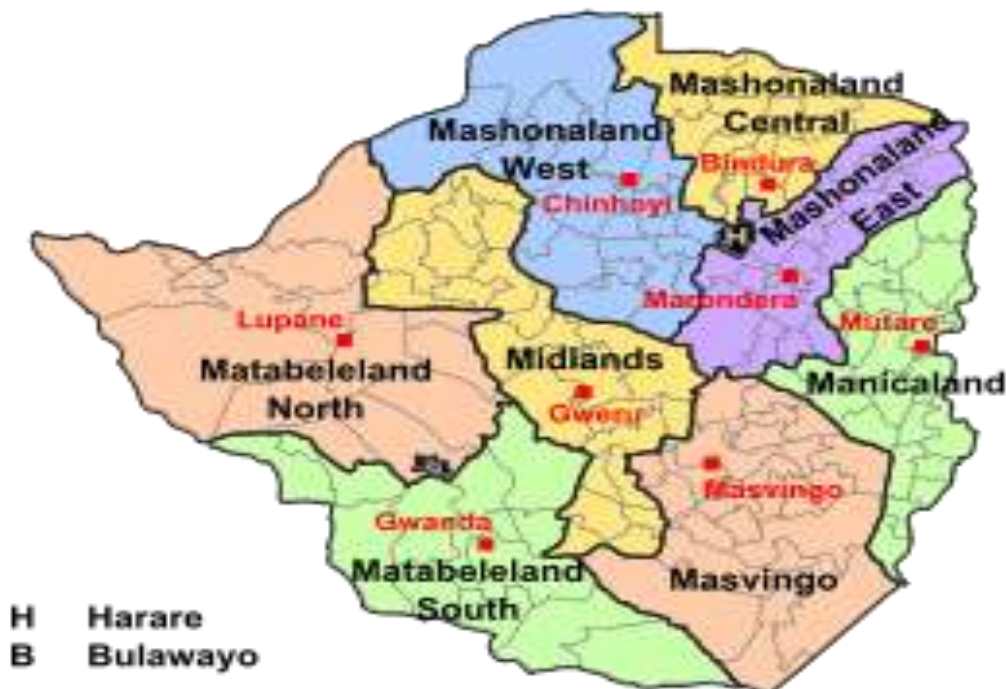 Mashonaland
Central
Mashonaland
West
Bindura
Chinhoyi
Mashonaland
East
H
Marondera
Mutare
Manicaland
Lupane
Matabeleland
North
Midlands
Gweru
B
Masvingo
Gwanda
Matabeleland
South
Masvingo
H Harare
B Bulawayo